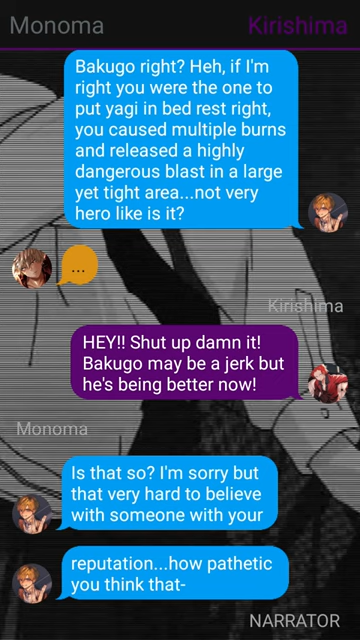 Monoma
Kirishima
Bakugo right? Heh, if I'm
right you were the one to
put yagi in bed rest right,
you caused multiple burns
and released a highly
dangerous blast in a large
yet tight area...not very
hero like is it?
...
Kirishima
HEY!! Shut up damn it!
Bakugo may be a jerk but
he's being better now!
Monoma
Is that so? I'm sorry but
that very hard to believe
with someone with your
reputation...how pathetic
you think that-
NARRATOR